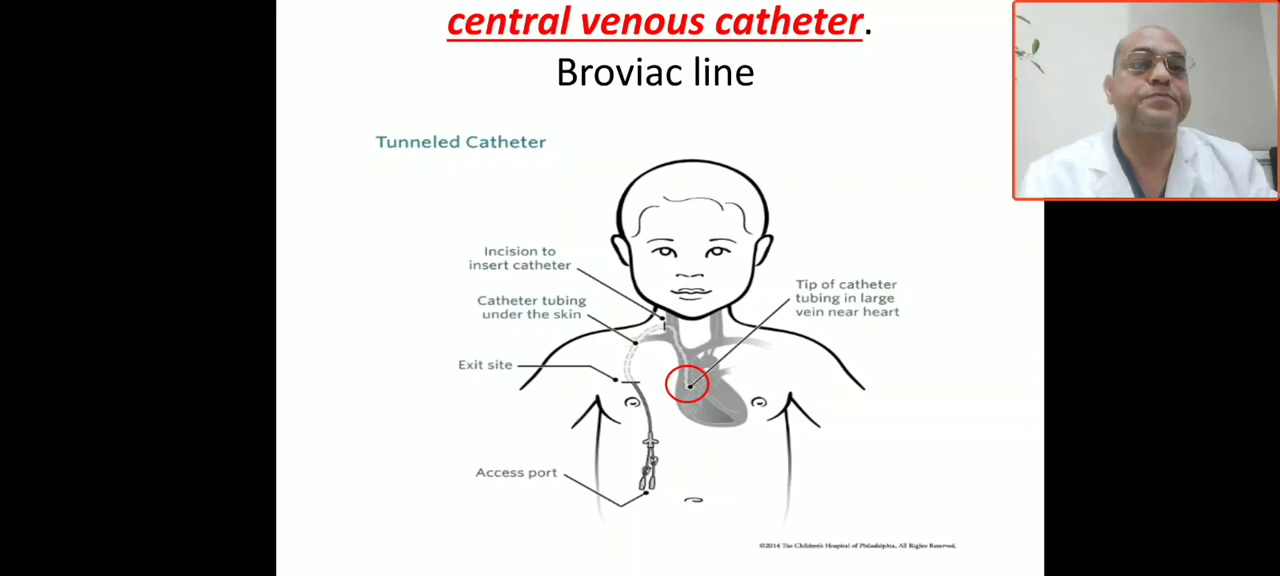 central venous catheter.
Broviac line
Tunneled Catheter
Incision to
insert catheter
Catheter tubing
under the skin
Exit site
Access port
Tip of catheter
tubing in large
vein near heart
©2014 The Children's Hospital of Philadelphia, All Rights Reserved.